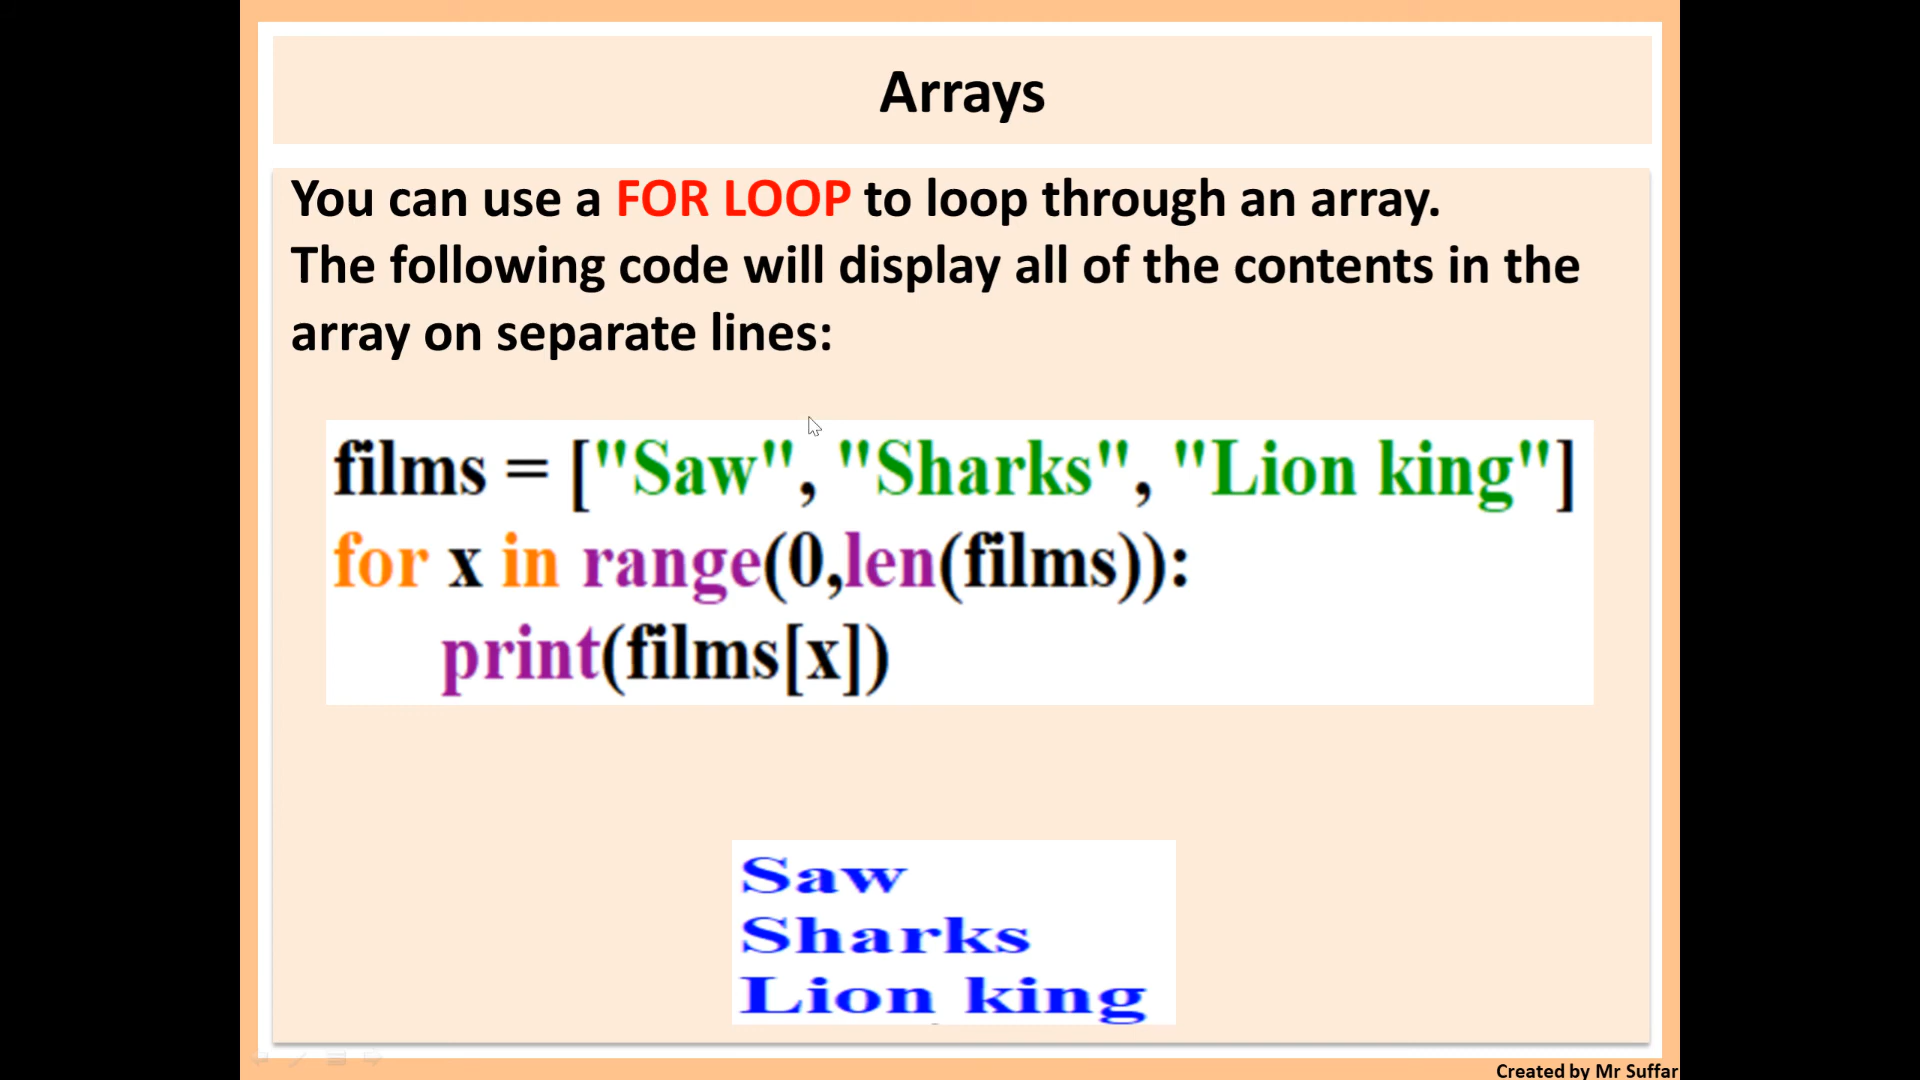 Arrays
You can use a FOR LOOP to loop through an array.
The following code will display all of the contents in the
array on separate lines:
films = ["Saw", "Sharks", "Lion king"]
for x in range(0,len(films)):
print(films[x])
Saw
Sharks
Lion king
Created by Mr Suffar